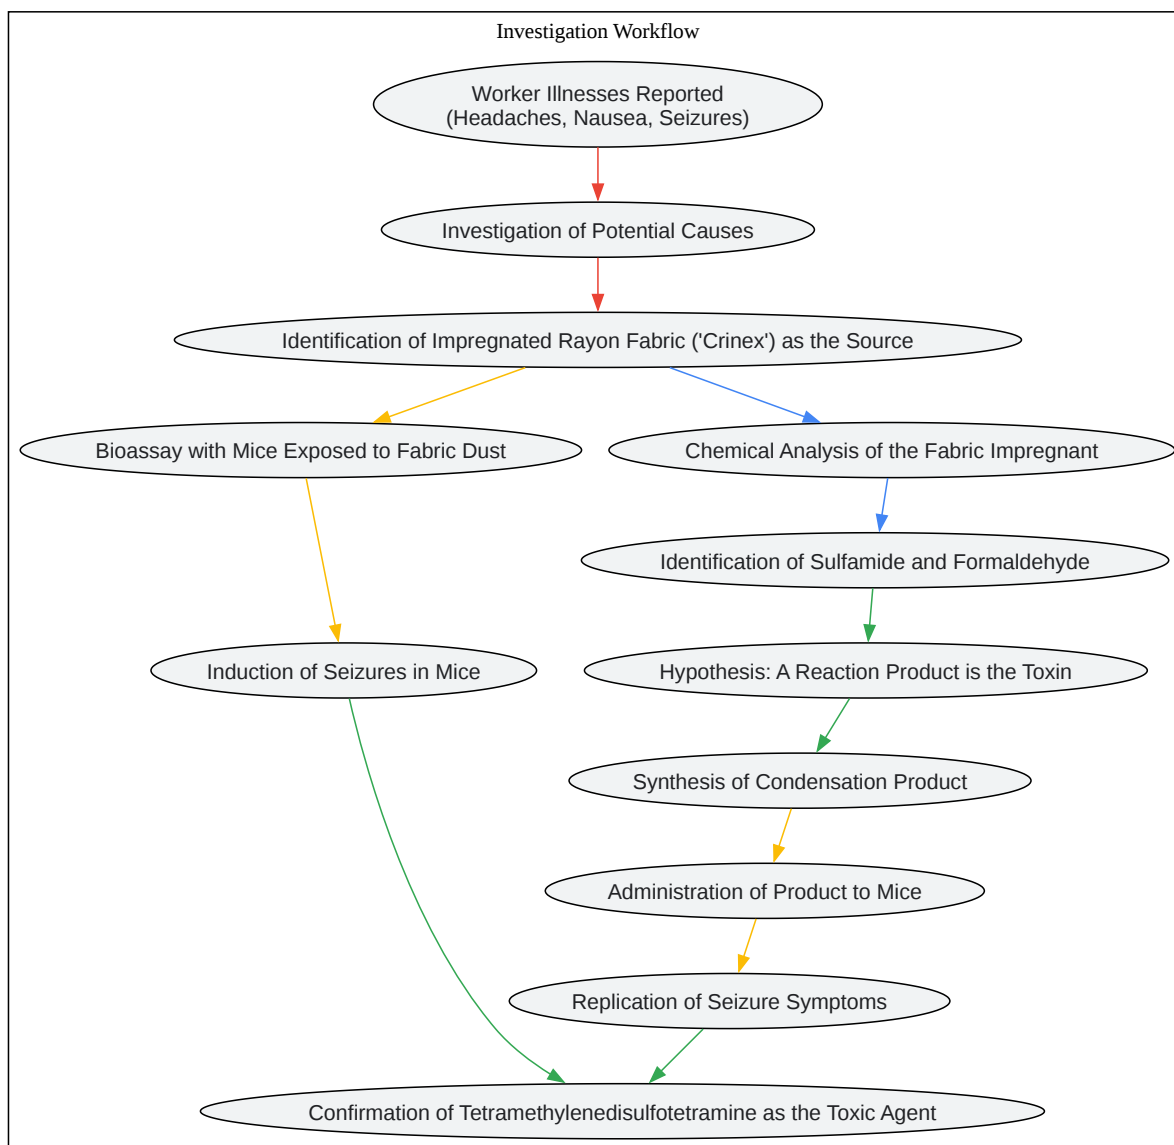 Investigation Workflow
Worker Illnesses Reported
(Headaches, Nausea, Seizures)
Investigation of Potential Causes
Identification of Impregnated Rayon Fabric ('Crinex') as the Source
Bioassay with Mice Exposed to Fabric Dust
Chemical Analysis of the Fabric Impregnant
Identification of Sulfamide and Formaldehyde
Induction of Seizures in Mice
Hypothesis: A Reaction Product is the Toxin
Synthesis of Condensation Product
Administration of Product to Mice
Replication of Seizure Symptoms
Confirmation of Tetramethylenedisulfotetramine as the Toxic Agent